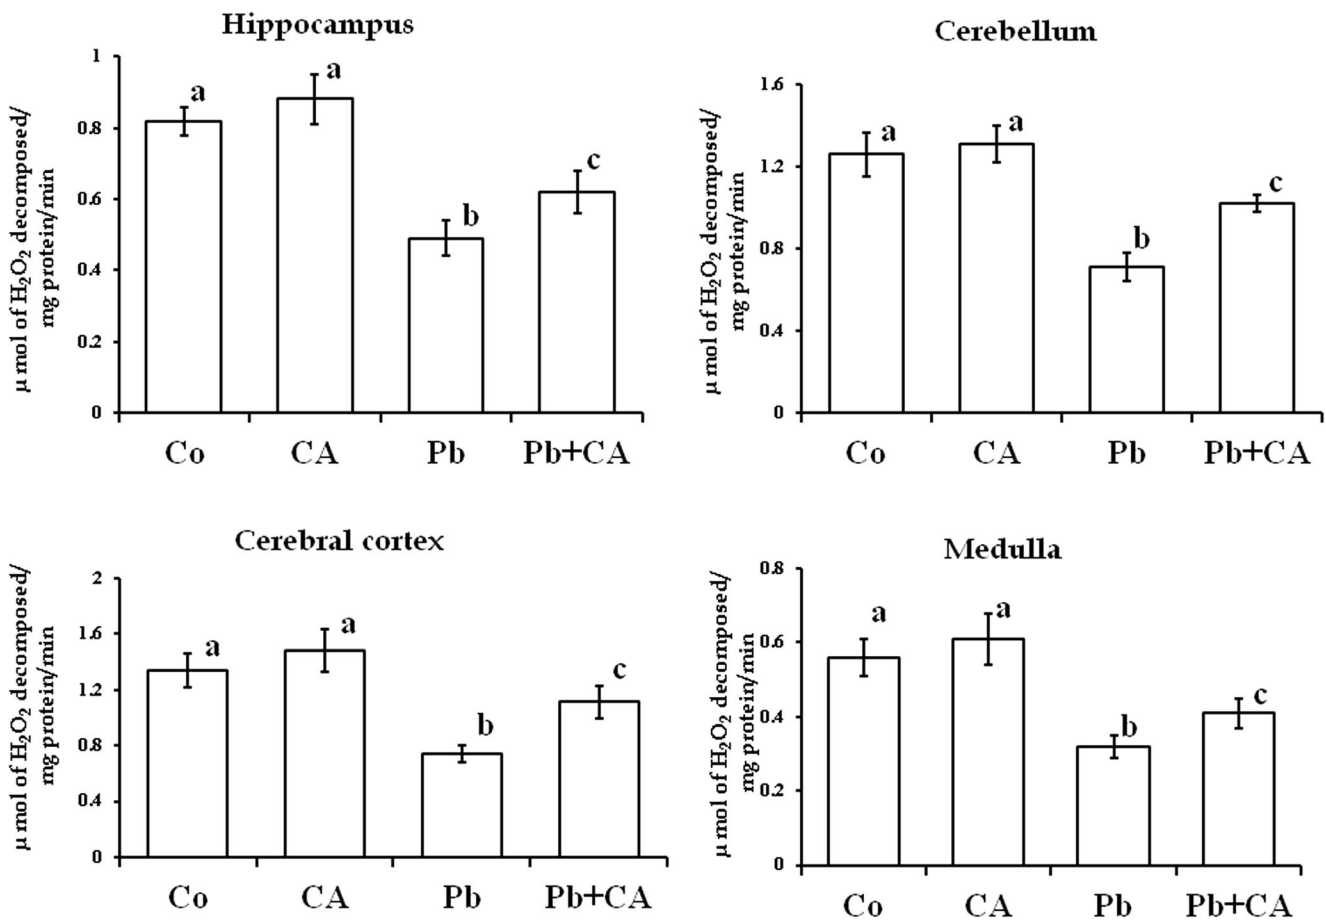 Hippocampus
μ mol of H₂O₂ decomposed/
mg protein/min
1
0.8
0.6
0.4
0.2
0
a
a
b
c
Co
CA
Pb
Pb+CA
Cerebellum
μ mol of H₂O₂ decomposed/
mg protein/min
1.6
1.2
0.8
0.4
0
a
a
b
c
Co
CA
Pb
Pb+CA
Cerebral cortex
μ mol of H₂O₂ decomposed/
mg protein/min
2
1.6
1.2
0.8
0.4
0
a
a
b
c
Co
CA
Pb
Pb+CA
Medulla
μ mol of H₂O₂ decomposed/
mg protein/min
0.8
0.6
0.4
0.2
0
a
a
b
c
Co
CA
Pb
Pb+CA